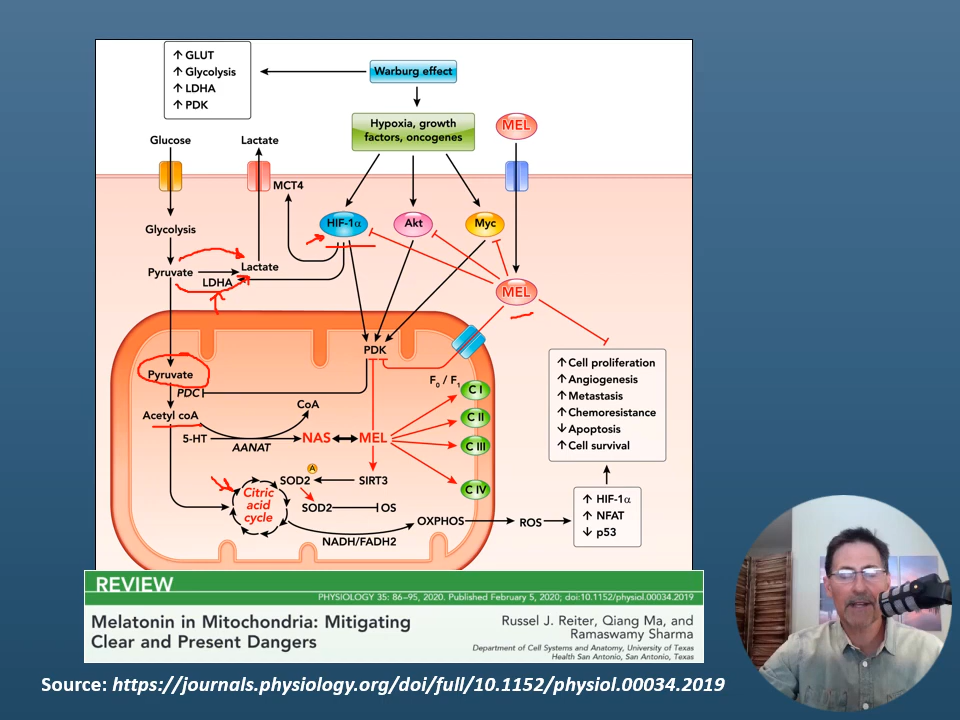 ↑ GLUT
↑ Glycolysis
↑ LDHA
↑ PDK
Warburg effect
Hypoxia, growth
factors, oncogenes
MEL
Glucose
Lactate
MCT4
HIF-1α
Akt
Myc
Glycolysis
Pyruvate
Lactate
LDHA
MEL
PDK
Pyruvate
PDC
F0 / F1
C I
Acetyl coA
CoA
C II
5-HT
AANAT
NAS
MEL
C III
A
SOD2
SIRT3
C IV
Citric
acid
cycle
SOD2
OS
OXPHOS
ROS
NADH/FADH2
↑ Cell proliferation
↑ Angiogenesis
↑ Metastasis
↑ Chemoresistance
↓ Apoptosis
↑ Cell survival
↑ HIF-1α
↑ NFAT
↓ p53
REVIEW
PHYSIOLOGY 35: 86–95, 2020. Published February 5, 2020; doi:10.1152/physiol.00034.2019
Melatonin in Mitochondria: Mitigating
Clear and Present Dangers
Russel J. Reiter, Qiang Ma, and
Ramaswamy Sharma
Department of Cell Systems and Anatomy, University of Texas
Health San Antonio, San Antonio, Texas
Source: https://journals.physiology.org/doi/full/10.1152/physiol.00034.2019